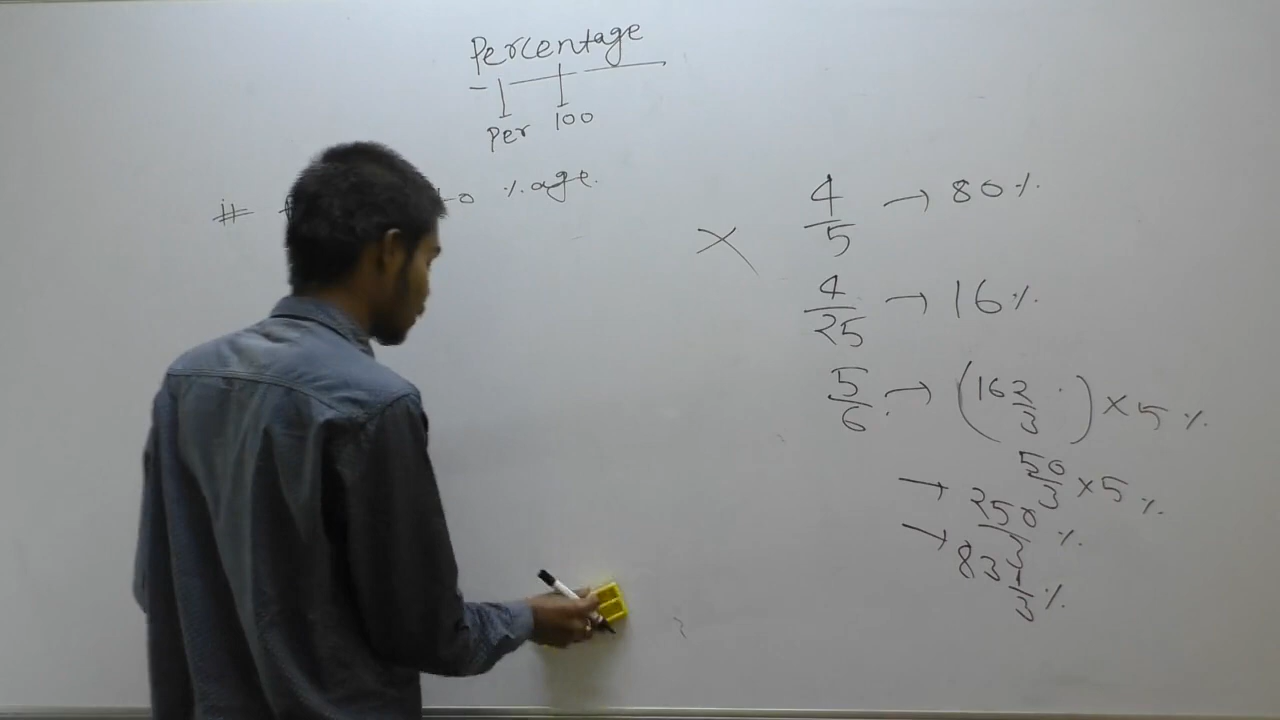 Percentage
Per 100
# to %age.
4/5 → 80%
4/25 → 16%
5/6 → (16 2/3) × 5%
→ 50/3 × 5%
→ 250/3 %
83 1/3 %